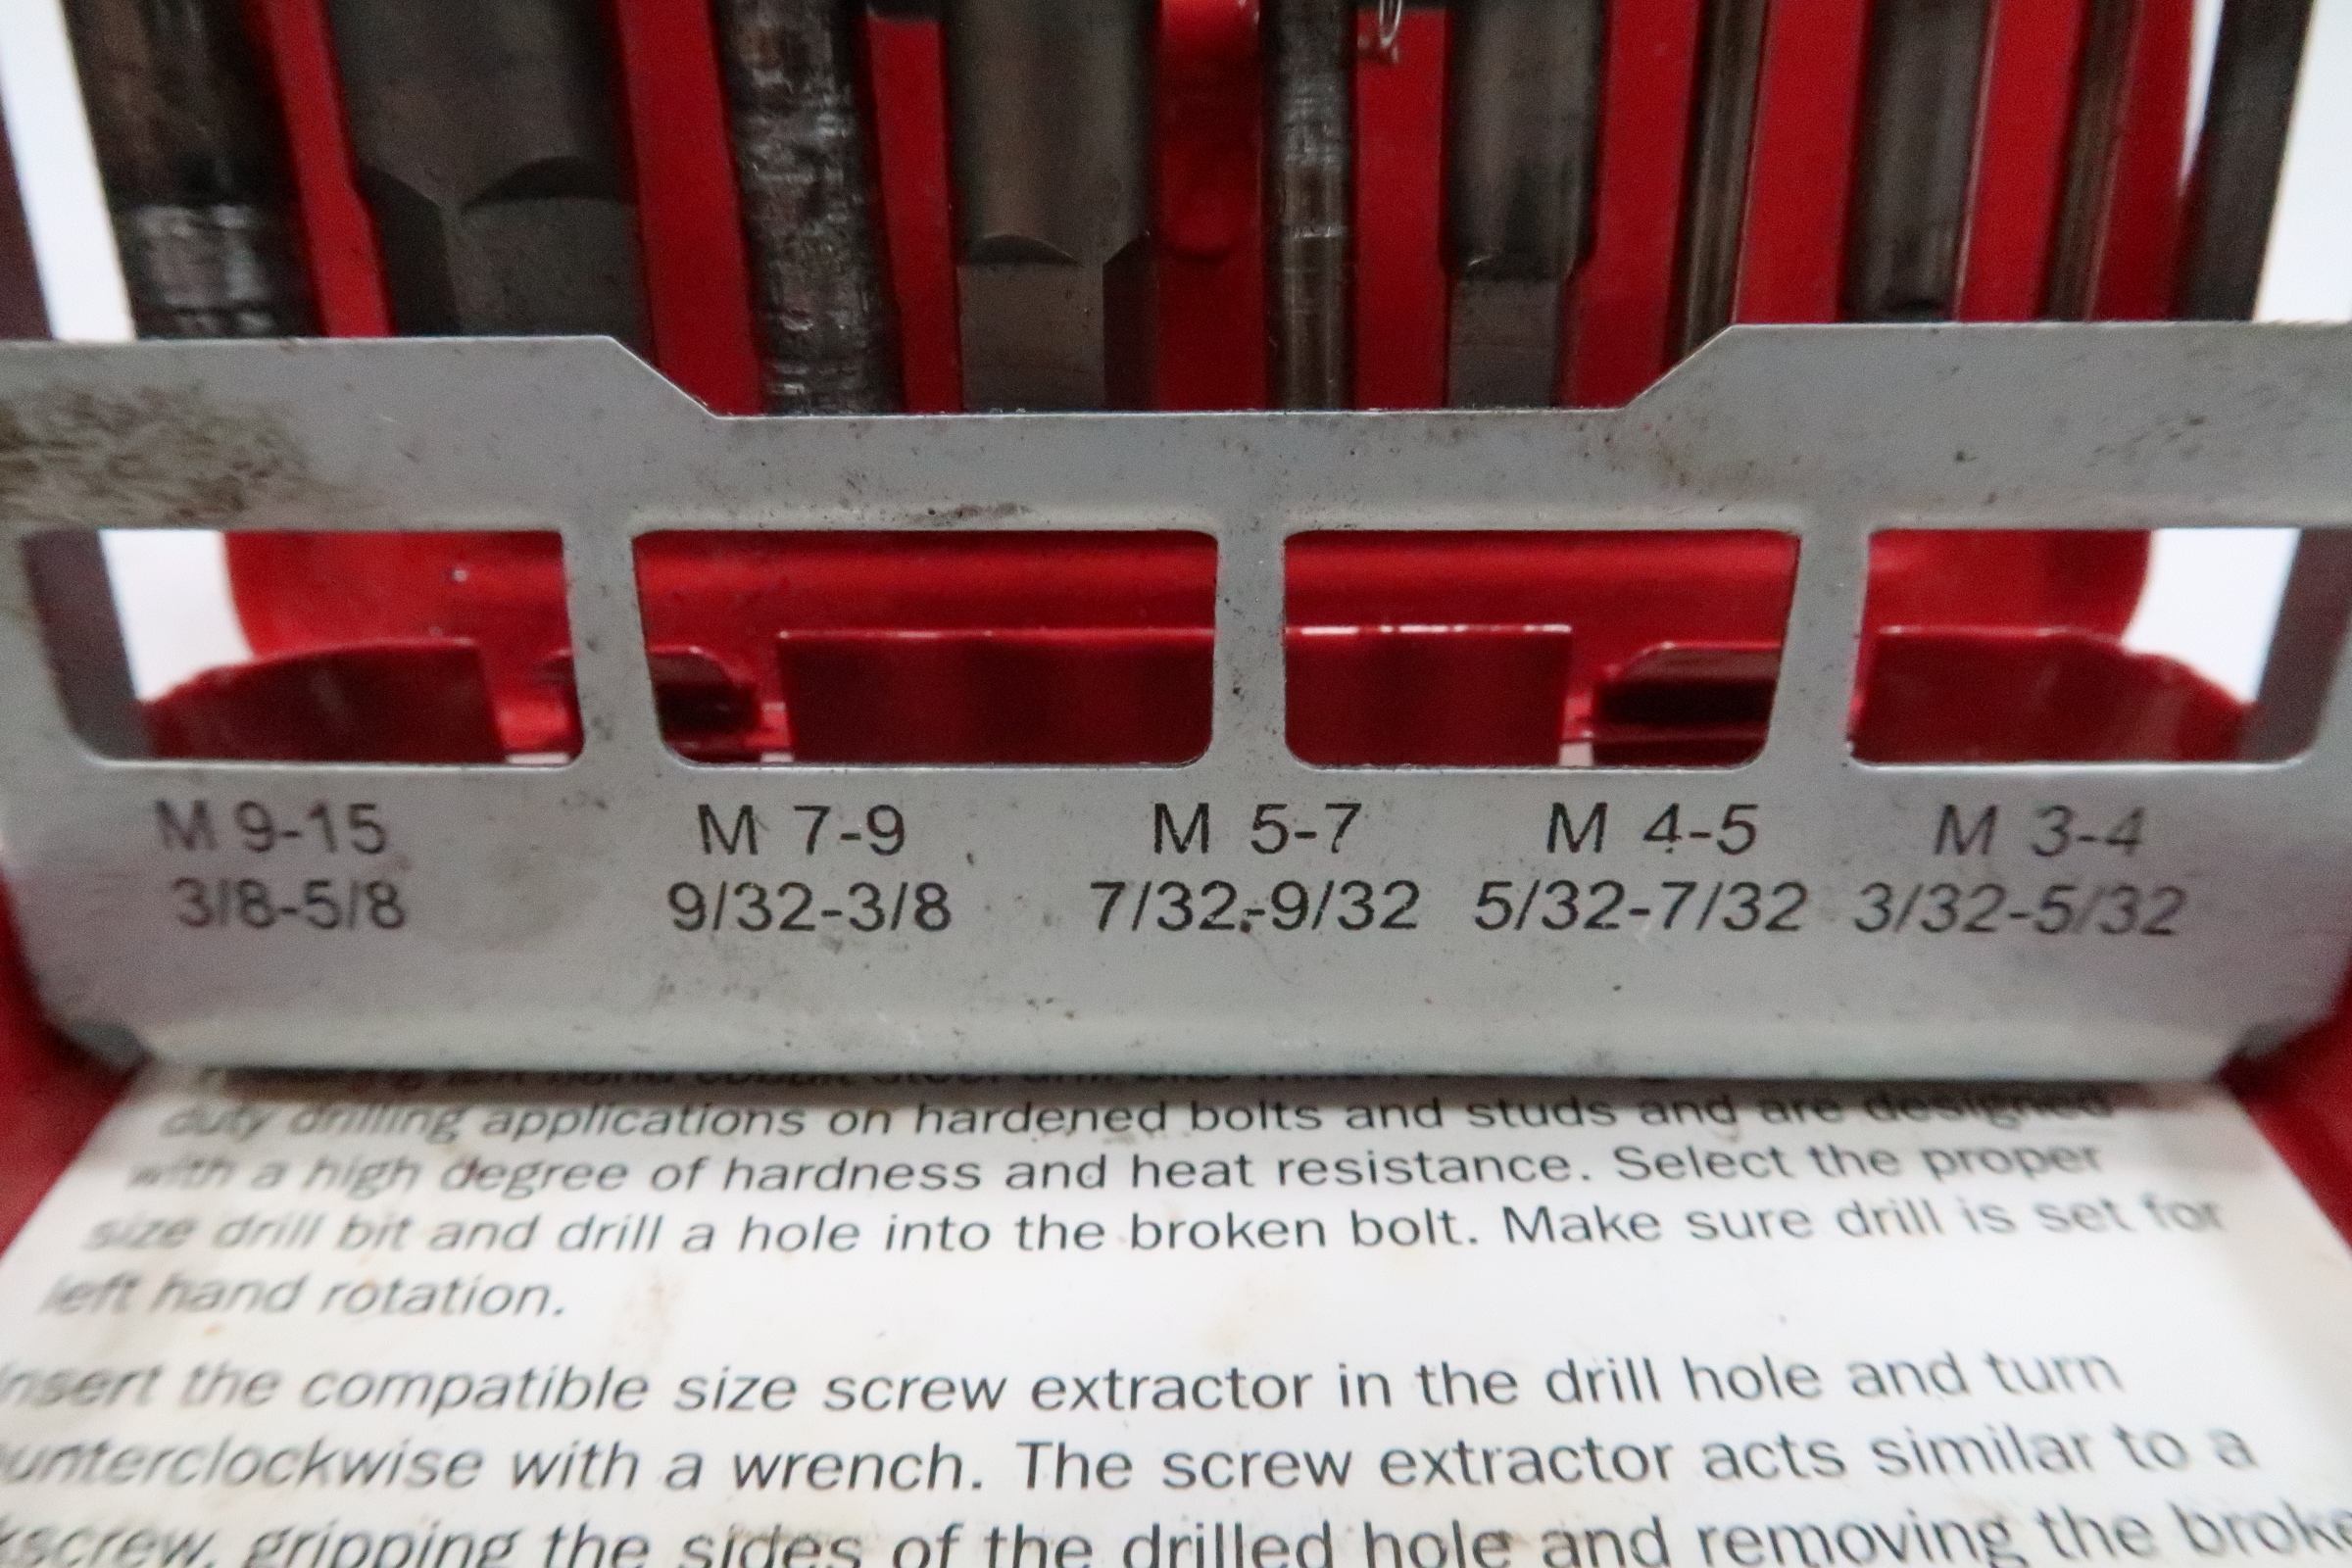 M 9-15 M 7-9 M 5-7 M 4-5 M 3-4
3/8-5/8 9/32-3/8 7/32-9/32 5/32-7/32 3/32-5/32
duty drilling applications on hardened bolts and studs and are designed
with a high degree of hardness and heat resistance. Select the proper
size drill bit and drill a hole into the broken bolt. Make sure drill is set for
left hand rotation.
Insert the compatible size screw extractor in the drill hole and turn
unterclockwise with a wrench. The screw extractor acts similar to a
kscrew, gripping the sides of the drilled hole and removing the broke